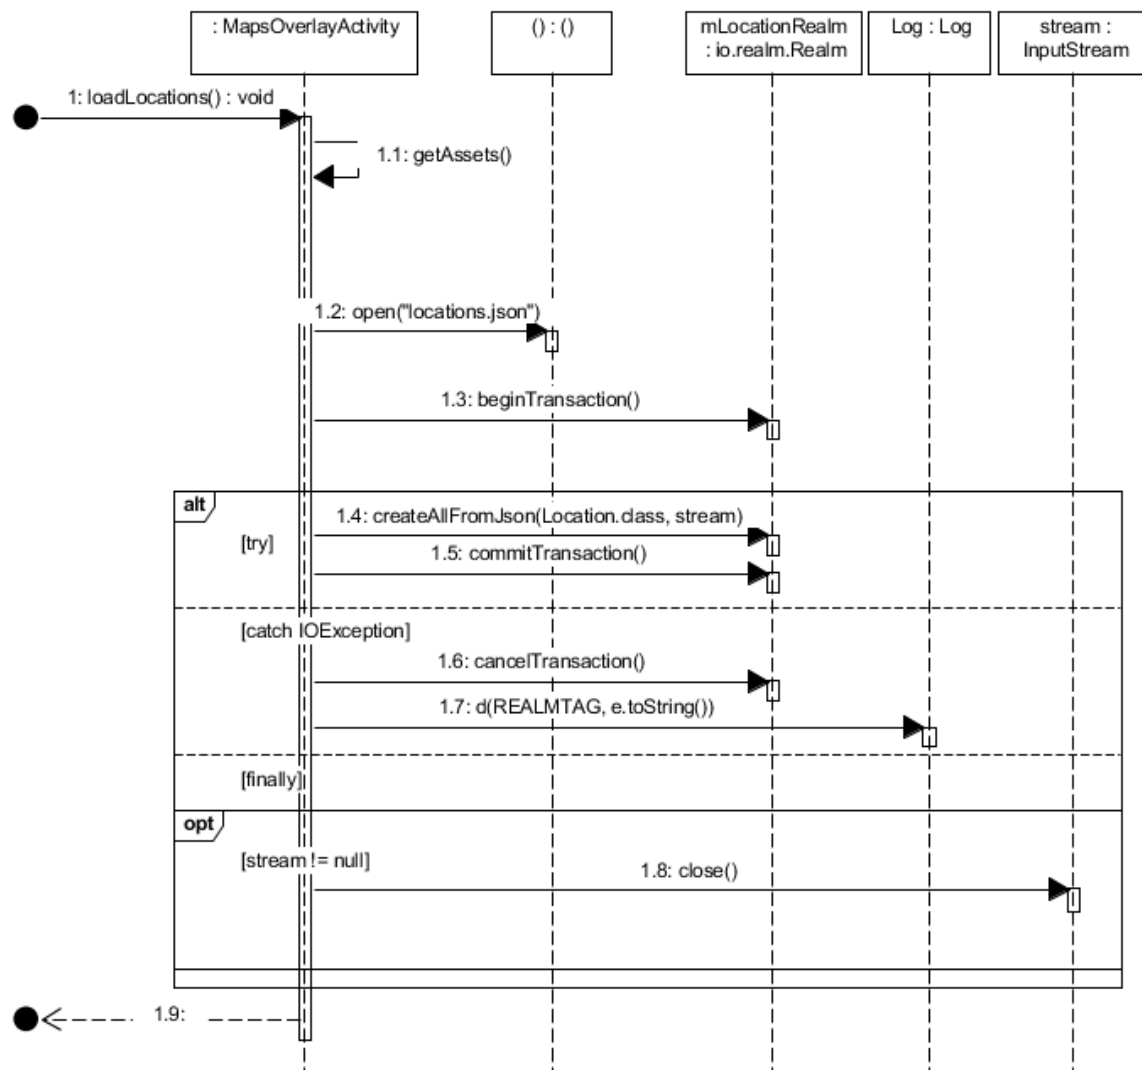 : MapsOverlayActivity
() : ()
mLocationRealm
: io.realm.Realm
Log : Log
stream :
InputStream
1: loadLocations() : void
1.1: getAssets()
1.2: open("locations.json")
1.3: beginTransaction()
alt
1.4: createAllFromJson(Location.class, stream)
[try]
1.5: commitTransaction()
[catch IOException]
1.6: cancelTransaction()
1.7: d(REALMTAG, e.toString())
[finally]
opt
[stream != null]
1.8: close()
1.9: